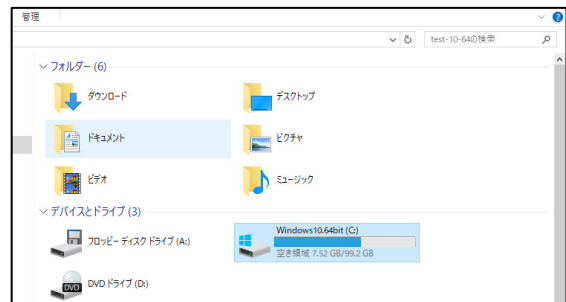 管理
test-10-64の検索
フォルダー (6)
ダウンロード
デスクトップ
ドキュメント
ピクチャ
ビデオ
ミュージック
デバイスとドライブ (3)
フロッピー ディスク ドライブ (A:)
Windows10.64bit (C:)
空き領域 7.52 GB/99.2 GB
DVD ドライブ (D:)
DVD